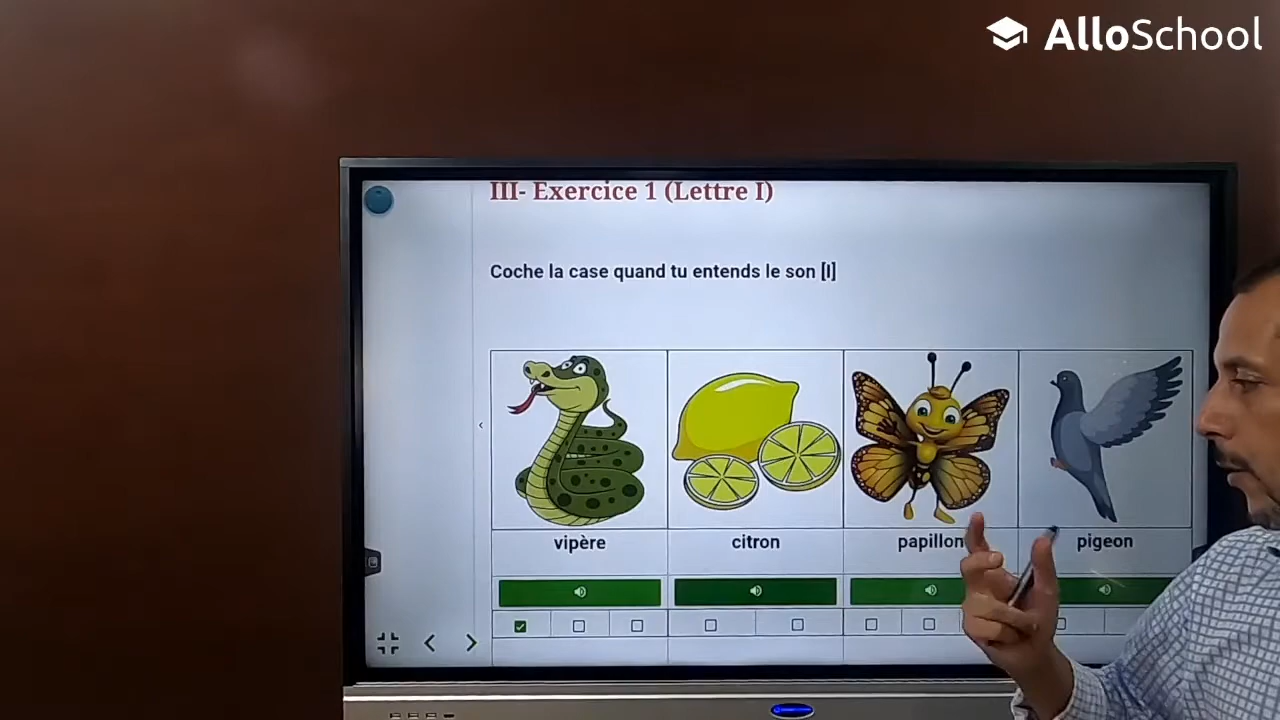 AlloSchool
III- Exercice 1 (Lettre I)
Coche la case quand tu entends le son [I]
vipère citron papillon pigeon